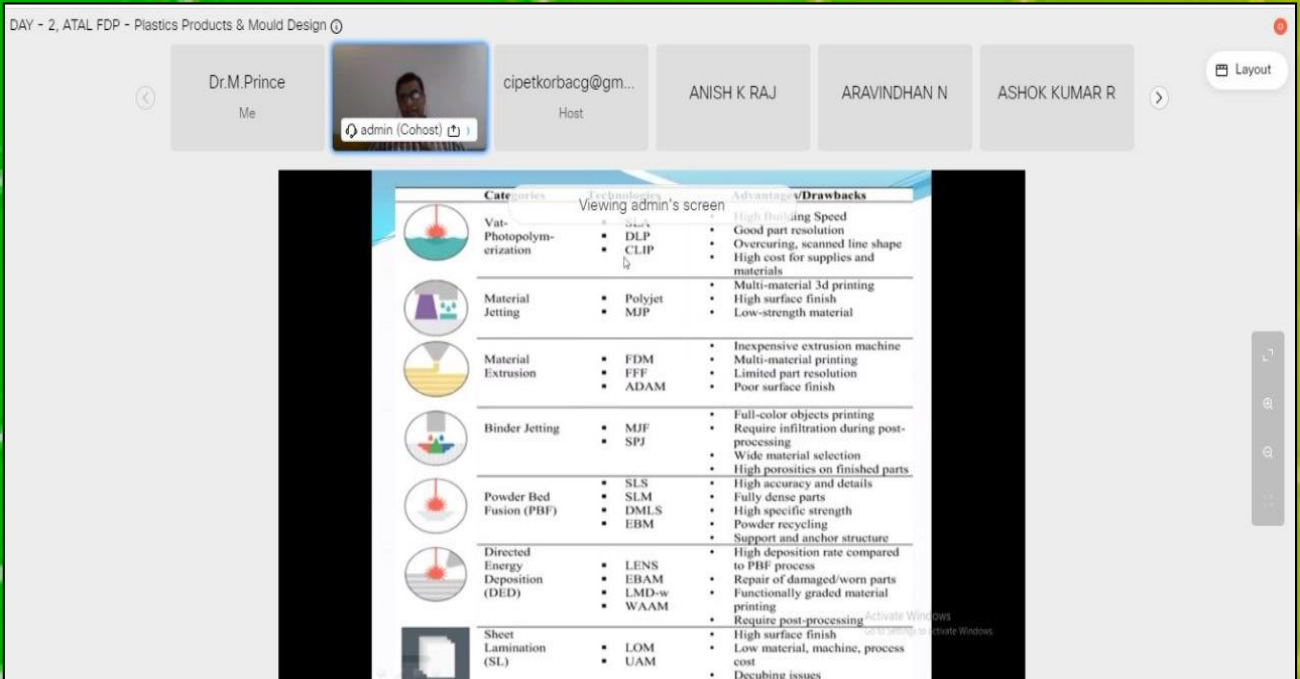 DAY - 2, ATAL FDP - Plastics Products & Mould Design
Layout
Dr.M.Prince
Me
admin (Cohost)
cipetkorbacg@gm...
Host
ANISH K RAJ
ARAVINDHAN N
ASHOK KUMAR R
Viewing admin's screen
Categories Technologies Advantages/Drawbacks
Vat-
Photopolym-
erization
SLA
DLP
CLIP
High Building Speed
Good part resolution
Overcuring, scanned line shape
High cost for supplies and
materials
Material
Jetting
Polyjet
MJP
Multi-material 3d printing
High surface finish
Low-strength material
Material
Extrusion
FDM
FFF
ADAM
Inexpensive extrusion machine
Multi-material printing
Limited part resolution
Poor surface finish
Binder Jetting
MJF
SPJ
Full-color objects printing
Require infiltration during post-
processing
Wide material selection
High porosities on finished parts
Powder Bed
Fusion (PBF)
SLS
SLM
DMLS
EBM
High accuracy and details
Fully dense parts
High specific strength
Powder recycling
Support and anchor structure
Directed
Energy
Deposition
(DED)
LENS
EBAM
LMD-w
WAAM
High deposition rate compared
to PBF process
Repair of damaged/worn parts
Functionally graded material
printing
Require post-processing
Sheet
Lamination
(SL)
LOM
UAM
High surface finish
Low material, machine, process
cost
Decubing issues
Activate Windows
Go to Settings to activate Windows.